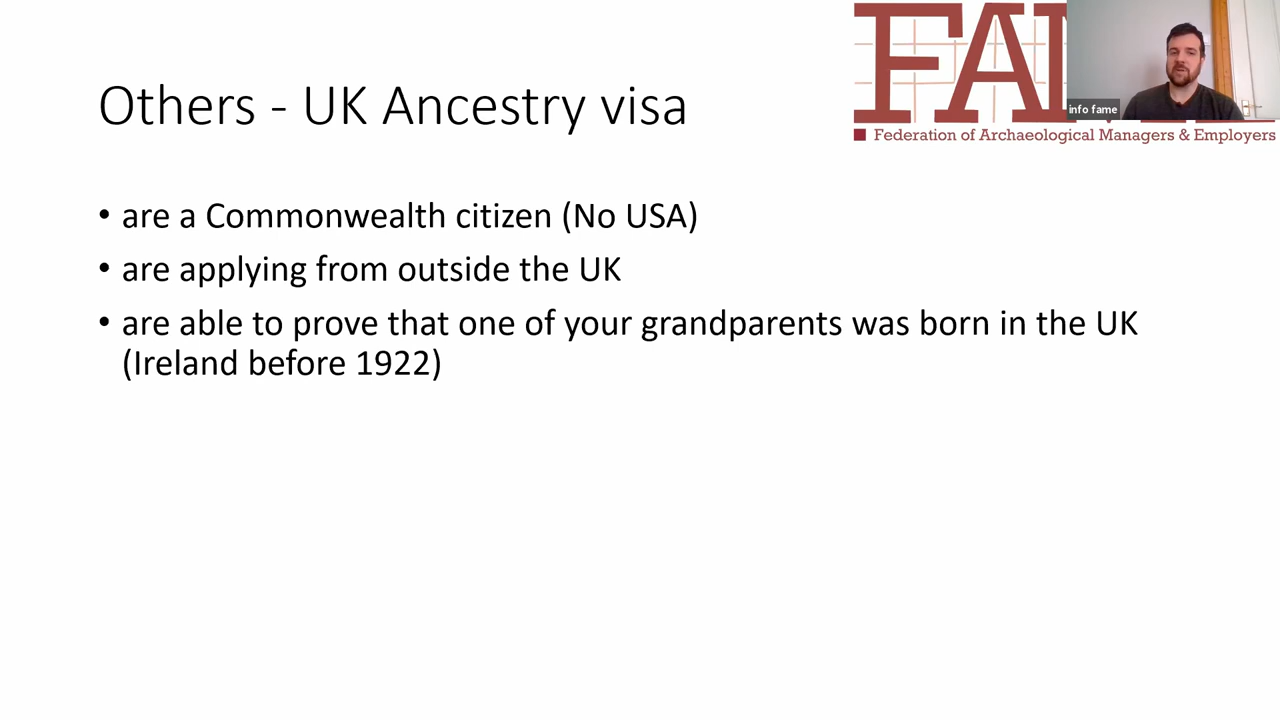 Others - UK Ancestry visa
Federation of Archaeological Managers & Employers
info fame
• are a Commonwealth citizen (No USA)
• are applying from outside the UK
• are able to prove that one of your grandparents was born in the UK
(Ireland before 1922)